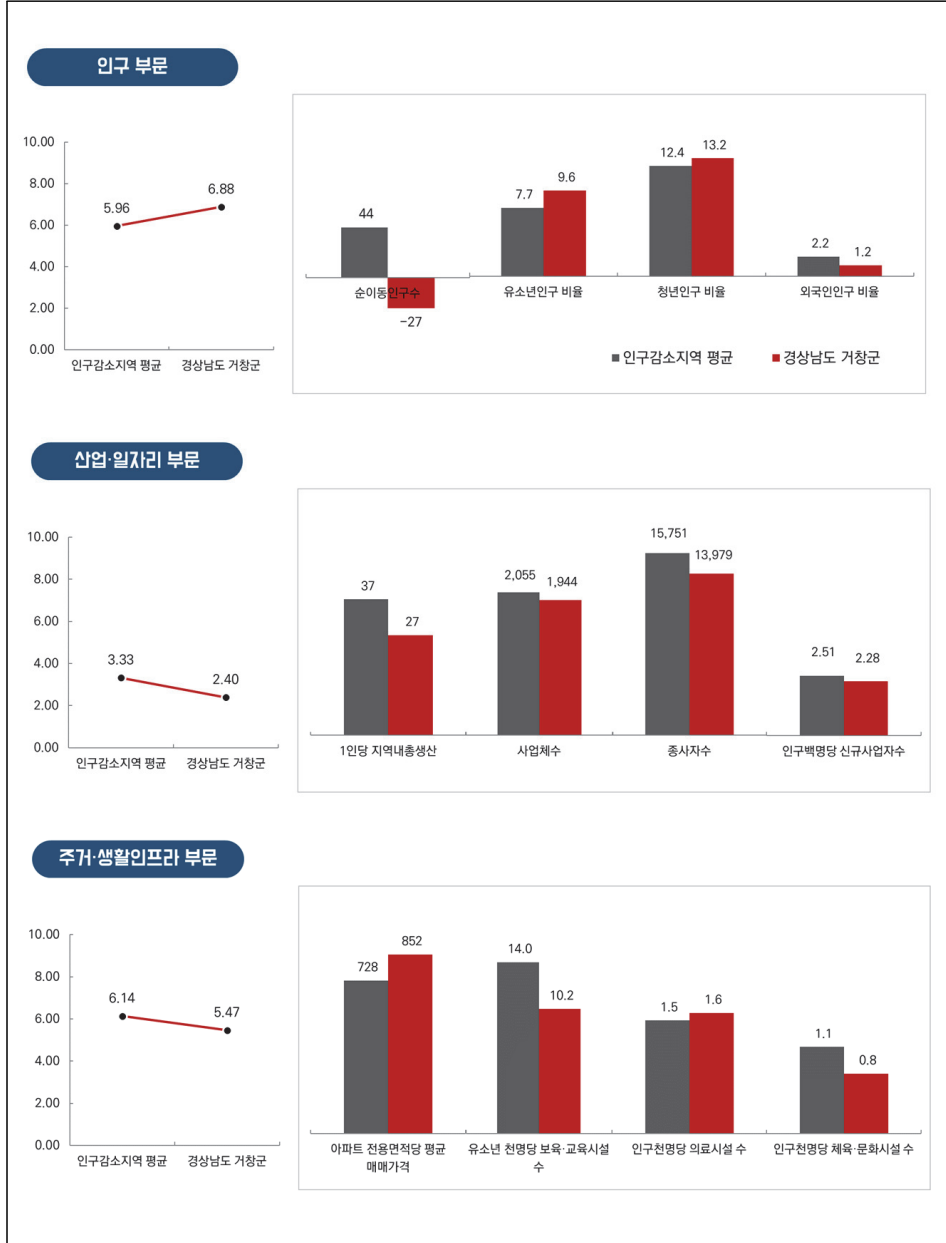 인구 부문
10.00
8.00
6.00
4.00
2.00
0.00
5.96
6.88
인구감소지역 평균
경상남도 거창군
44
-27
7.7
9.6
12.4
13.2
2.2
1.2
순이동인구수
유소년인구 비율
청년인구 비율
외국인인구 비율
인구감소지역 평균
경상남도 거창군
산업·일자리 부문
10.00
8.00
6.00
4.00
2.00
0.00
3.33
2.40
인구감소지역 평균
경상남도 거창군
37
27
2,055
1,944
15,751
13,979
2.51
2.28
1인당 지역내총생산
사업체수
종사자수
인구백명당 신규사업자수
주거·생활인프라 부문
10.00
8.00
6.00
4.00
2.00
0.00
6.14
5.47
인구감소지역 평균
경상남도 거창군
728
852
14.0
10.2
1.5
1.6
1.1
0.8
아파트 전용면적당 평균
매매가격
유소년 천명당 보육·교육시설
수
인구천명당 의료시설 수
인구천명당 체육·문화시설 수